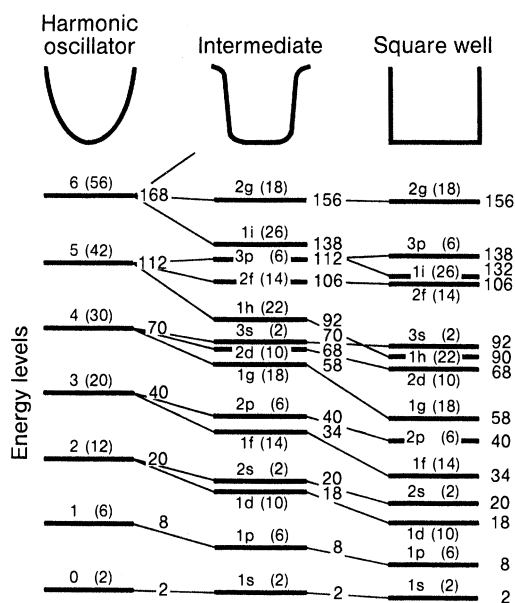 Harmonic
oscillator
Intermediate
Square well
Energy levels
6 (56)
168
2g (18)
156
2g (18)
156
1i (26)
138
3p (6)
138
5 (42)
112
3p (6)
112
1i (26)
132
2f (14)
106
106
2f (14)
1h (22)
92
4 (30)
70
3s (2)
70
3s (2)
92
2d (10)
68
1h (22)
90
1g (18)
58
68
2d (10)
3 (20)
40
2p (6)
40
1g (18)
58
1f (14)
34
2p (6)
40
2 (12)
20
2s (2)
20
1f (14)
34
1d (10)
18
2s (2)
20
18
1d (10)
1 (6)
8
1p (6)
8
1p (6)
8
0 (2)
2
1s (2)
2
1s (2)
2